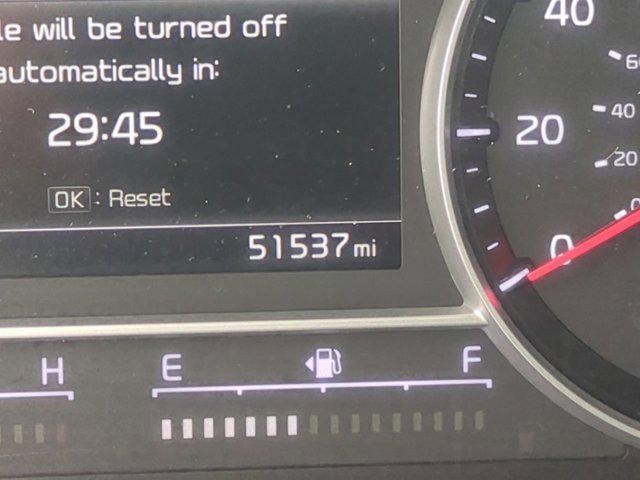 le will be turned off
automatically in:
29:45
OK : Reset
51537 mi
H
E
F
40
20
0
60
40
20
0